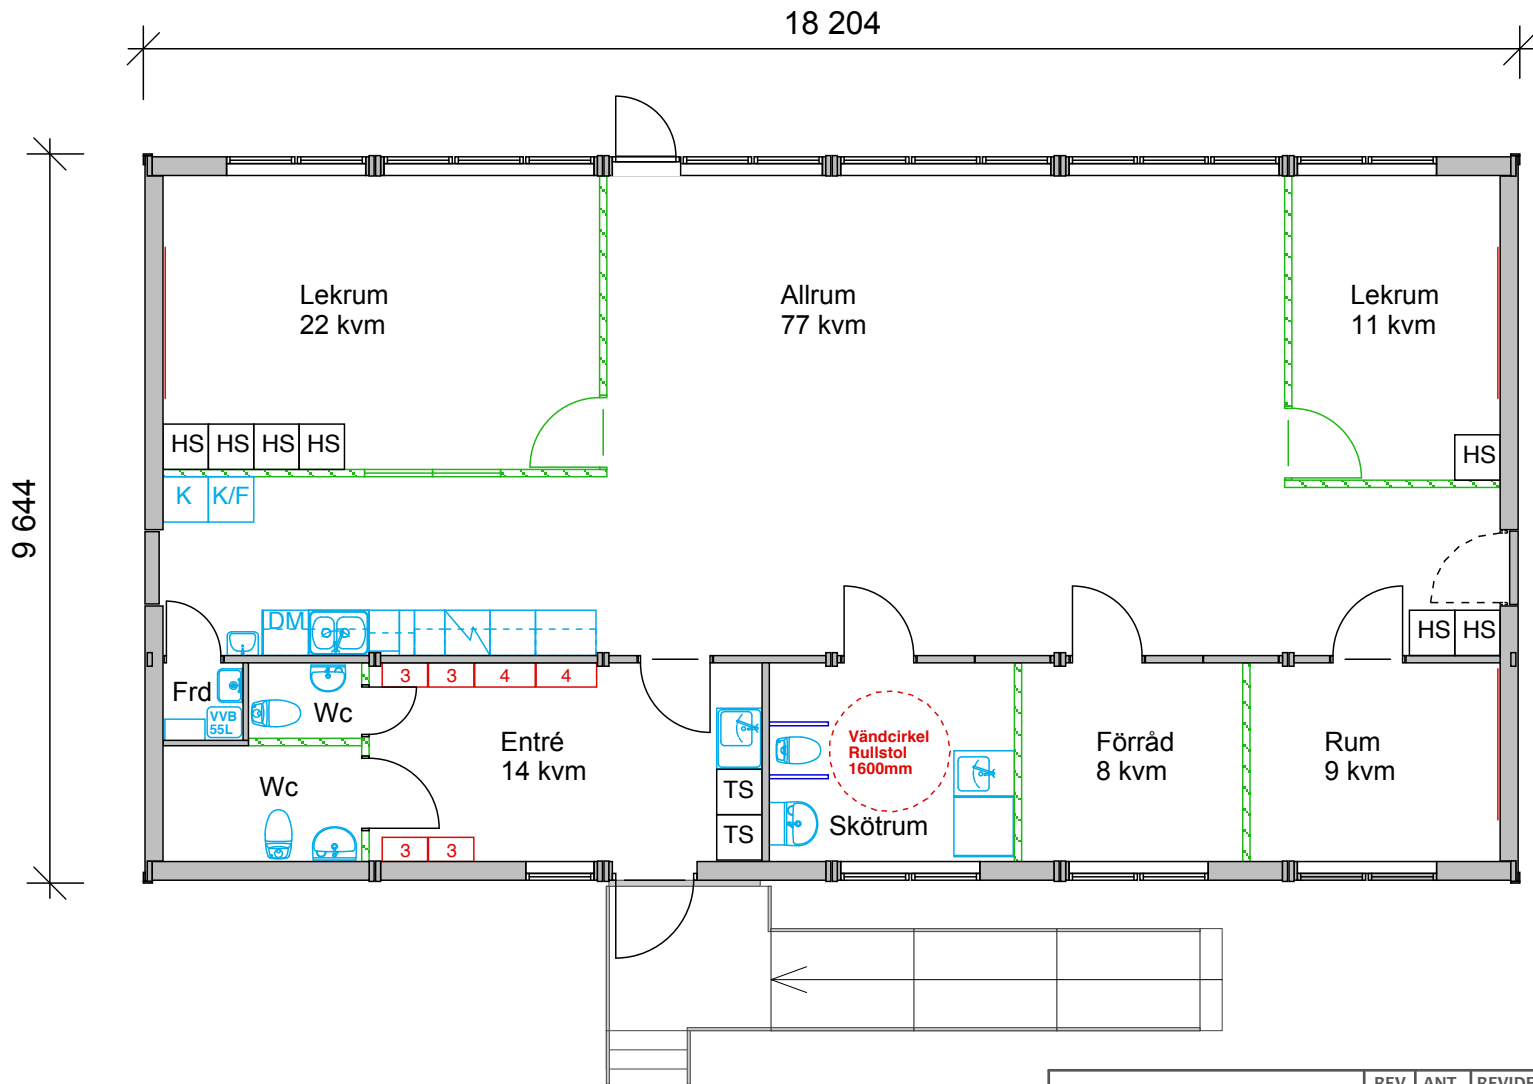 18 204
9 644
Lekrum
22 kvm
Allrum
77 kvm
Lekrum
11 kvm
HS HS HS HS
HS
K K/F
DM
HS HS
3 3 4 4
Frd
VVB
55L
Wc
Entré
14 kvm
Vändcirkel
Rullstol
1600mm
Förråd
8 kvm
Rum
9 kvm
Wc
TS
TS
Skötrum
3 3
REV ANT REVIDE